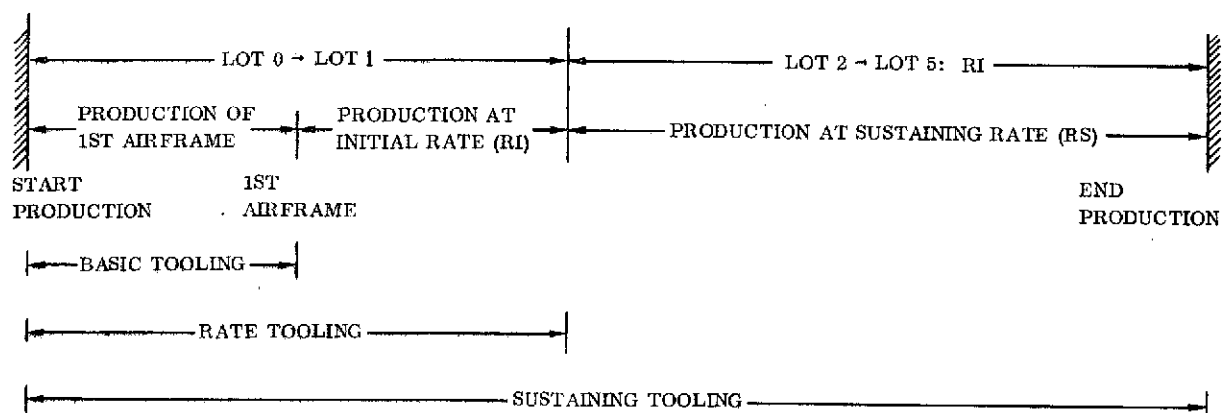 LOT 0 → LOT 1
LOT 2 → LOT 5: RI
PRODUCTION OF
1ST AIRFRAME
PRODUCTION AT
INITIAL RATE (RI)
PRODUCTION AT SUSTAINING RATE (RS)
START
PRODUCTION
1ST
AIRFRAME
END
PRODUCTION
BASIC TOOLING
RATE TOOLING
SUSTAINING TOOLING